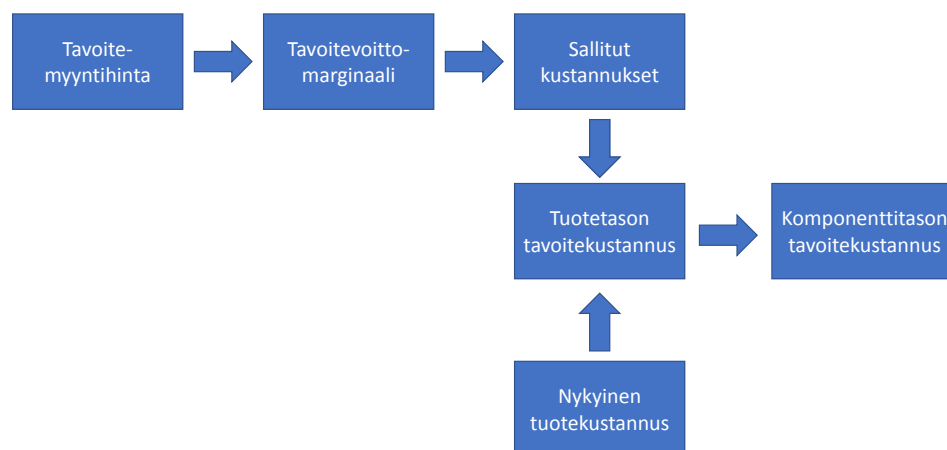 Tavoite-
myyntihinta
Tavoitevoitto-
marginaali
Sallitut
kustannukset
Tuotetason
tavoitekustannus
Komponenttitason
tavoitekustannus
Nykyinen
tuotekustannus